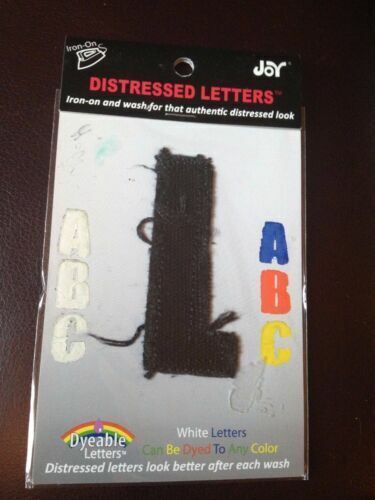 Iron-On
JOY
DISTRESSED LETTERS™
Iron-on and wash for that authentic distressed look
L
A
B
C
A
B
C
Dyeable
Letters™
White Letters
Can Be Dyed To Any Color
Distressed letters look better after each wash